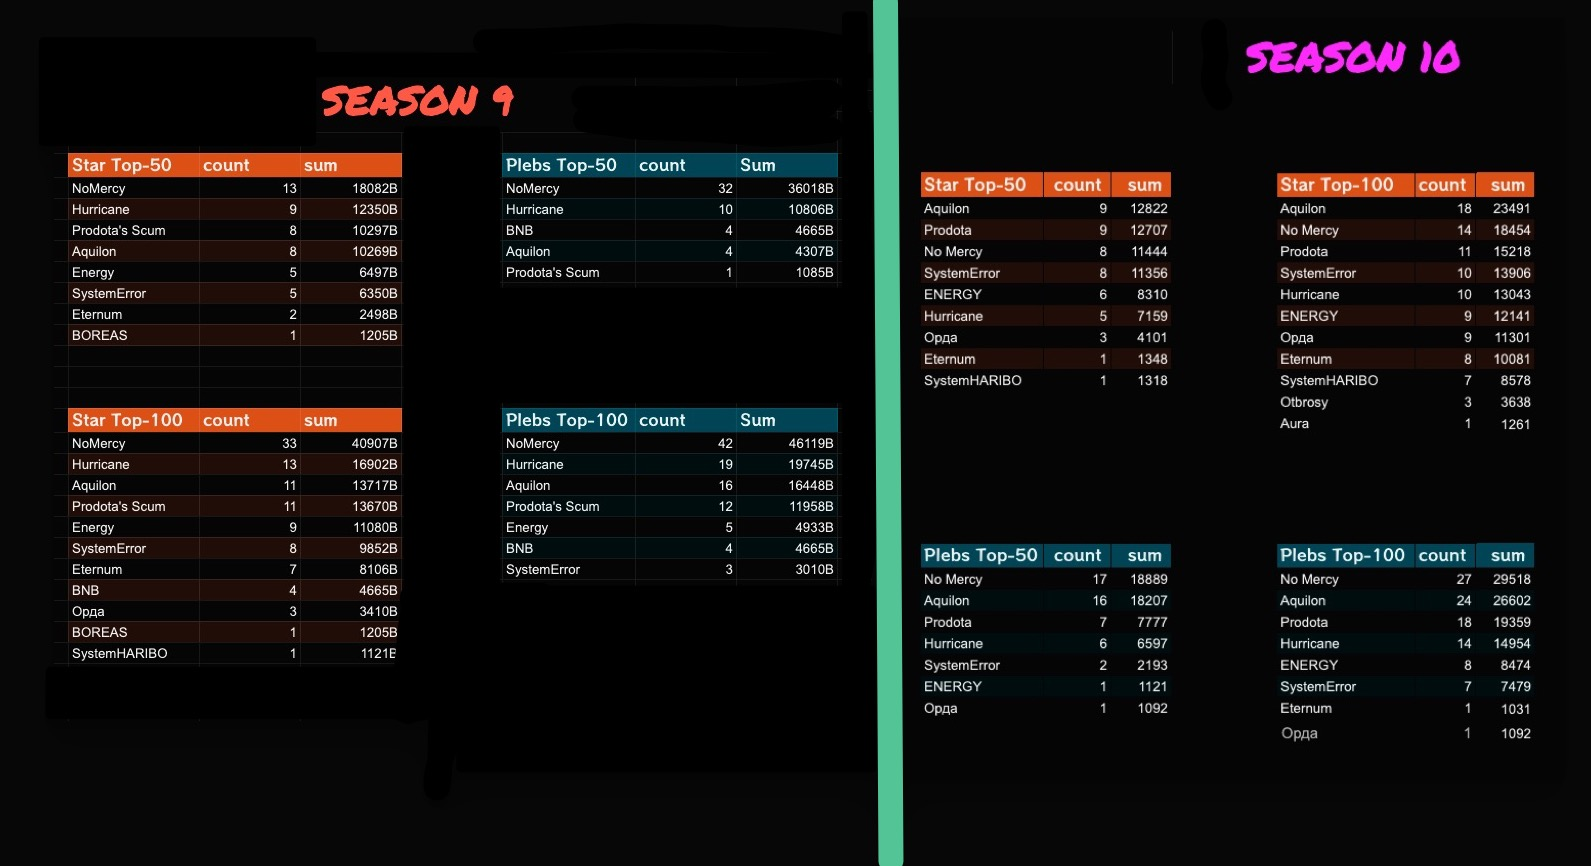 SEASON 9
Star Top-50 count sum
NoMercy 13 18082B
Hurricane 9 12350B
Prodota's Scum 8 10297B
Aquilon 8 10269B
Energy 5 6497B
SystemError 5 6350B
Eternum 2 2498B
BOREAS 1 1205B
Plebs Top-50 count Sum
NoMercy 32 36018B
Hurricane 10 10806B
BNB 4 4665B
Aquilon 4 4307B
Prodota's Scum 1 1085B
Star Top-100 count sum
NoMercy 33 40907B
Hurricane 13 16902B
Aquilon 11 13717B
Prodota's Scum 11 13670B
Energy 9 11080B
SystemError 8 9852B
Eternum 7 8106B
BNB 4 4665B
Орда 3 3410B
BOREAS 1 1205B
SystemHARIBO 1 1121B
Plebs Top-100 count Sum
NoMercy 42 46119B
Hurricane 19 19745B
Aquilon 16 16448B
Prodota's Scum 12 11958B
Energy 5 4933B
BNB 4 4665B
SystemError 3 3010B
SEASON 10
Star Top-50 count sum
Aquilon 9 12822
Prodota 9 12707
No Mercy 8 11444
SystemError 8 11356
ENERGY 6 8310
Hurricane 5 7159
Орда 3 4101
Eternum 1 1348
SystemHARIBO 1 1318
Star Top-100 count sum
Aquilon 18 23491
No Mercy 14 18454
Prodota 11 15218
SystemError 10 13906
Hurricane 10 13043
ENERGY 9 12141
Орда 9 11301
Eternum 8 10081
SystemHARIBO 7 8578
Otbrosy 3 3638
Aura 1 1261
Plebs Top-50 count sum
No Mercy 17 18889
Aquilon 16 18207
Prodota 7 7777
Hurricane 6 6597
SystemError 2 2193
ENERGY 1 1121
Орда 1 1092
Plebs Top-100 count sum
No Mercy 27 29518
Aquilon 24 26602
Prodota 18 19359
Hurricane 14 14954
ENERGY 8 8474
SystemError 7 7479
Eternum 1 1031
Орда 1 1092